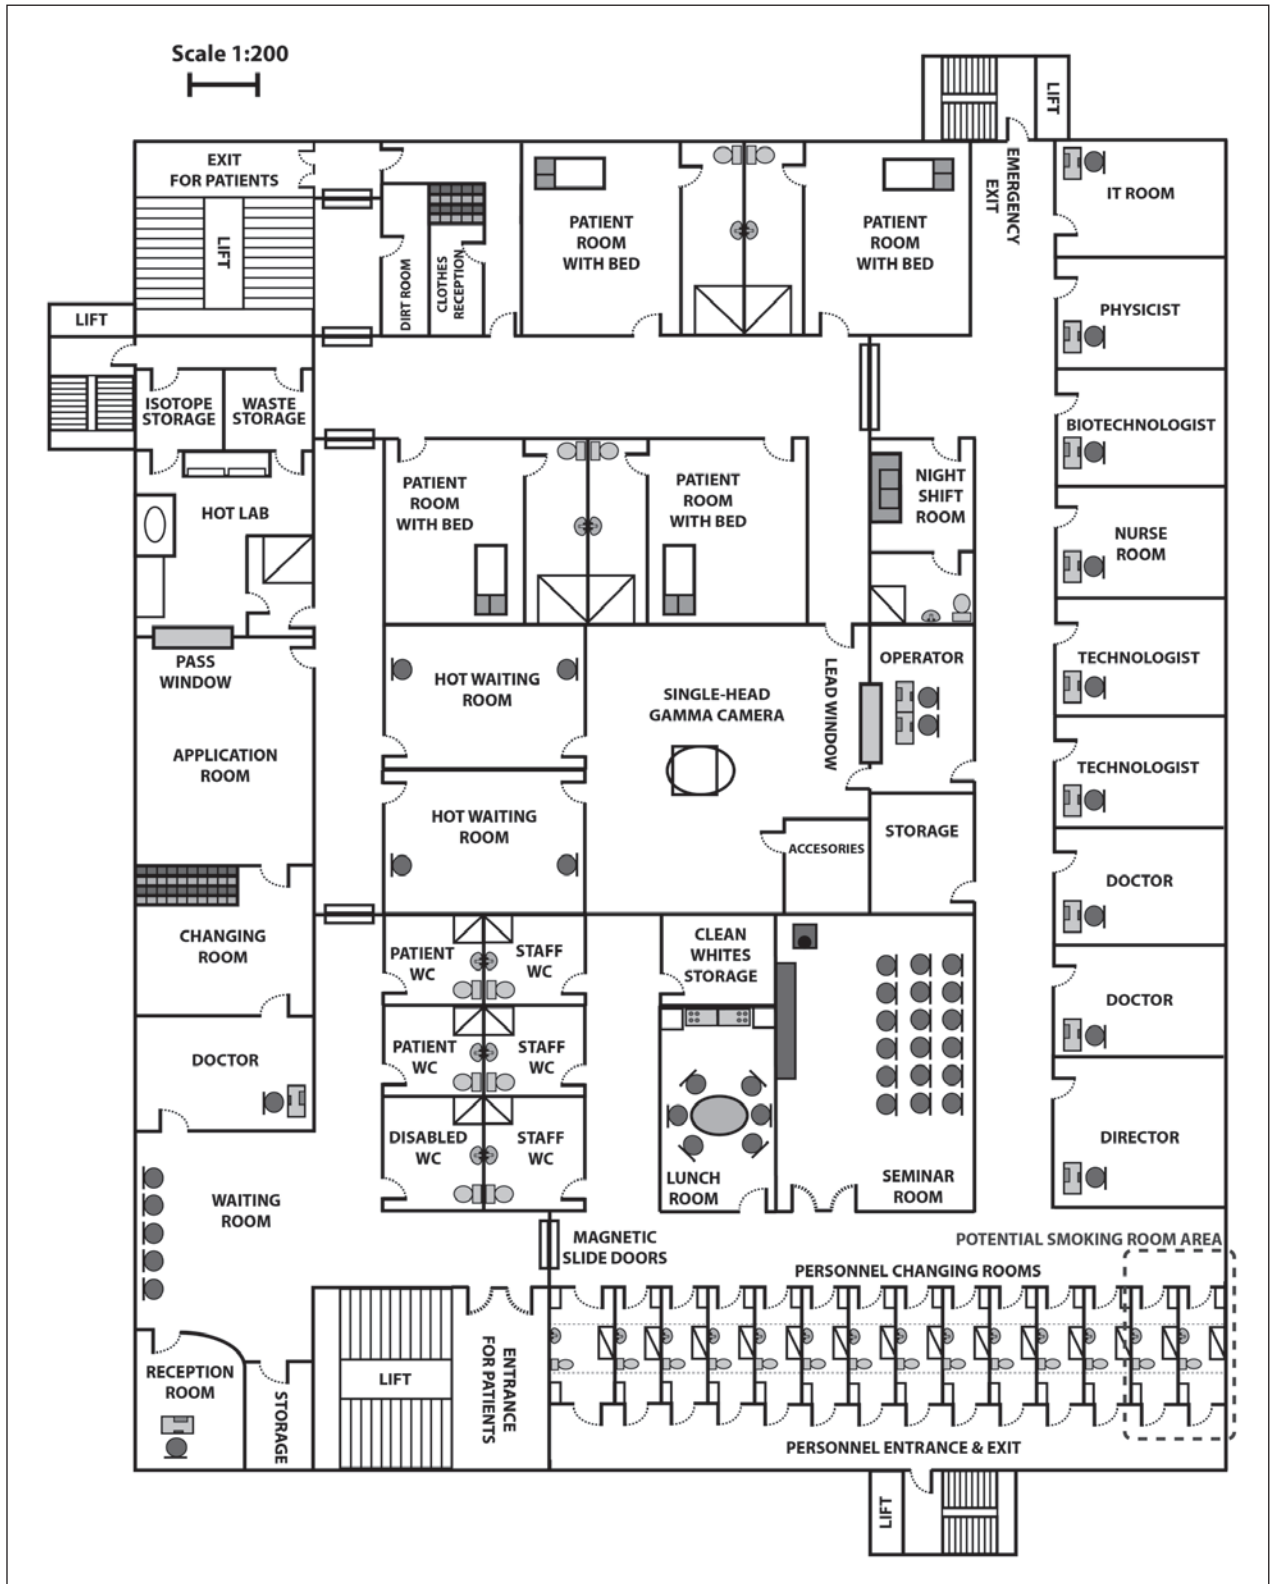 Scale 1:200
LIFT
EXIT
FOR PATIENTS
LIFT
DIRT ROOM
CLOTHES
RECEPTION
PATIENT
ROOM
WITH BED
PATIENT
ROOM
WITH BED
EMERGENCY
EXIT
IT ROOM
LIFT
PHYSICIST
ISOTOPE
STORAGE
WASTE
STORAGE
BIOTECHNOLOGIST
HOT LAB
PATIENT
ROOM
WITH BED
PATIENT
ROOM
WITH BED
NIGHT
SHIFT
ROOM
NURSE
ROOM
PASS
WINDOW
HOT WAITING
ROOM
SINGLE-HEAD
GAMMA CAMERA
LEAD WINDOW
OPERATOR
TECHNOLOGIST
APPLICATION
ROOM
TECHNOLOGIST
HOT WAITING
ROOM
ACCESORIES
STORAGE
DOCTOR
CHANGING
ROOM
PATIENT
WC
STAFF
WC
CLEAN
WHITES
STORAGE
DOCTOR
DOCTOR
PATIENT
WC
STAFF
WC
DISABLED
WC
STAFF
WC
LUNCH
ROOM
SEMINAR
ROOM
DIRECTOR
WAITING
ROOM
MAGNETIC
SLIDE DOORS
POTENTIAL SMOKING ROOM AREA
PERSONNEL CHANGING ROOMS
RECEPTION
ROOM
STORAGE
LIFT
ENTRANCE
FOR PATIENTS
PERSONNEL ENTRANCE & EXIT
LIFT